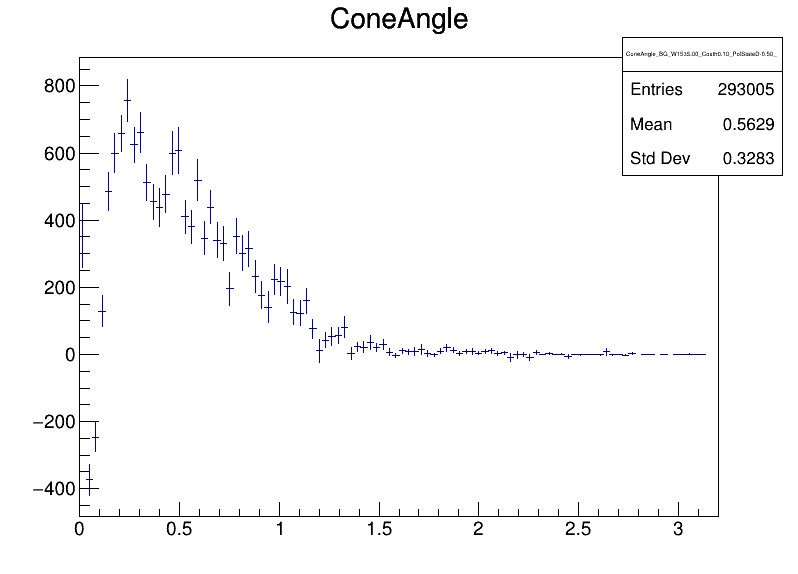 ConeAngle
ConeAngle_BG_W1535.00_Costh0.10_PolStateD-0.50_
Entries 293005
Mean 0.5629
Std Dev 0.3283
800
600
400
200
0
−200
−400
0 0.5 1 1.5 2 2.5 3